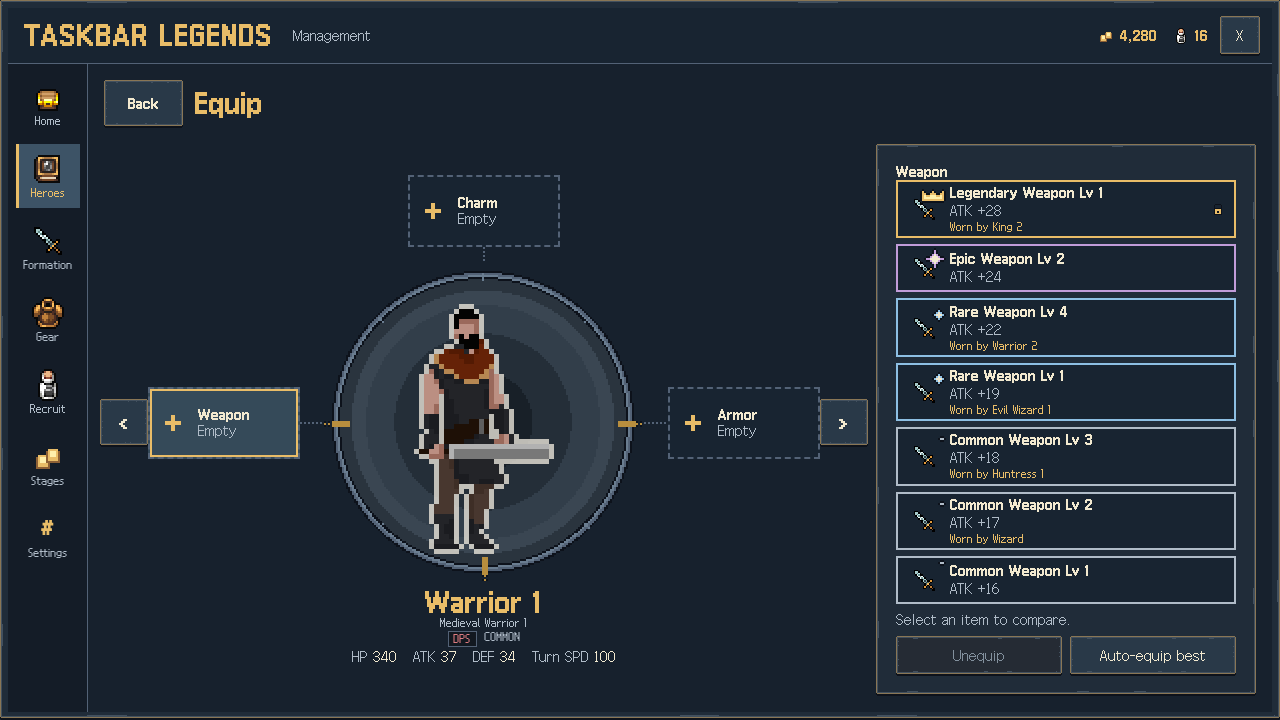 TASKBAR LEGENDS
Management
4,280
16
X
Home
Heroes
Formation
Gear
Recruit
Stages
#
Settings
Back
Equip
+
Charm
Empty
<
+
Weapon
Empty
+
Armor
Empty
>
Warrior 1
Medieval Warrior 1
DPS COMMON
HP 340 ATK 37 DEF 34 Turn SPD 100
Weapon
Legendary Weapon Lv 1
ATK +28
Worn by King 2
Epic Weapon Lv 2
ATK +24
Rare Weapon Lv 4
ATK +22
Worn by Warrior 2
Rare Weapon Lv 1
ATK +19
Worn by Evil Wizard 1
Common Weapon Lv 3
ATK +18
Worn by Huntress 1
Common Weapon Lv 2
ATK +17
Worn by Wizard
Common Weapon Lv 1
ATK +16
Select an item to compare.
Unequip
Auto-equip best